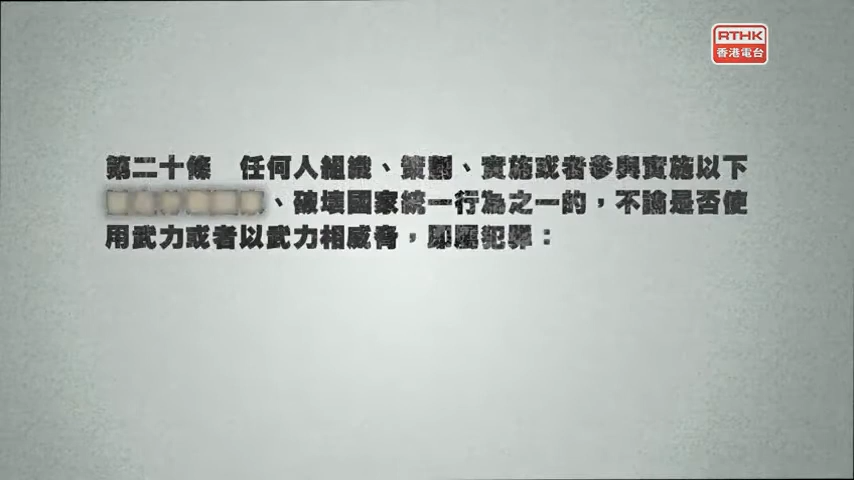 RTHK
香港電台
第二十條 任何人組織、策劃、實施或者參與實施以下
、破壞國家統一行為之一的，不論是否使
用武力或者以武力相威脅，即屬犯罪：